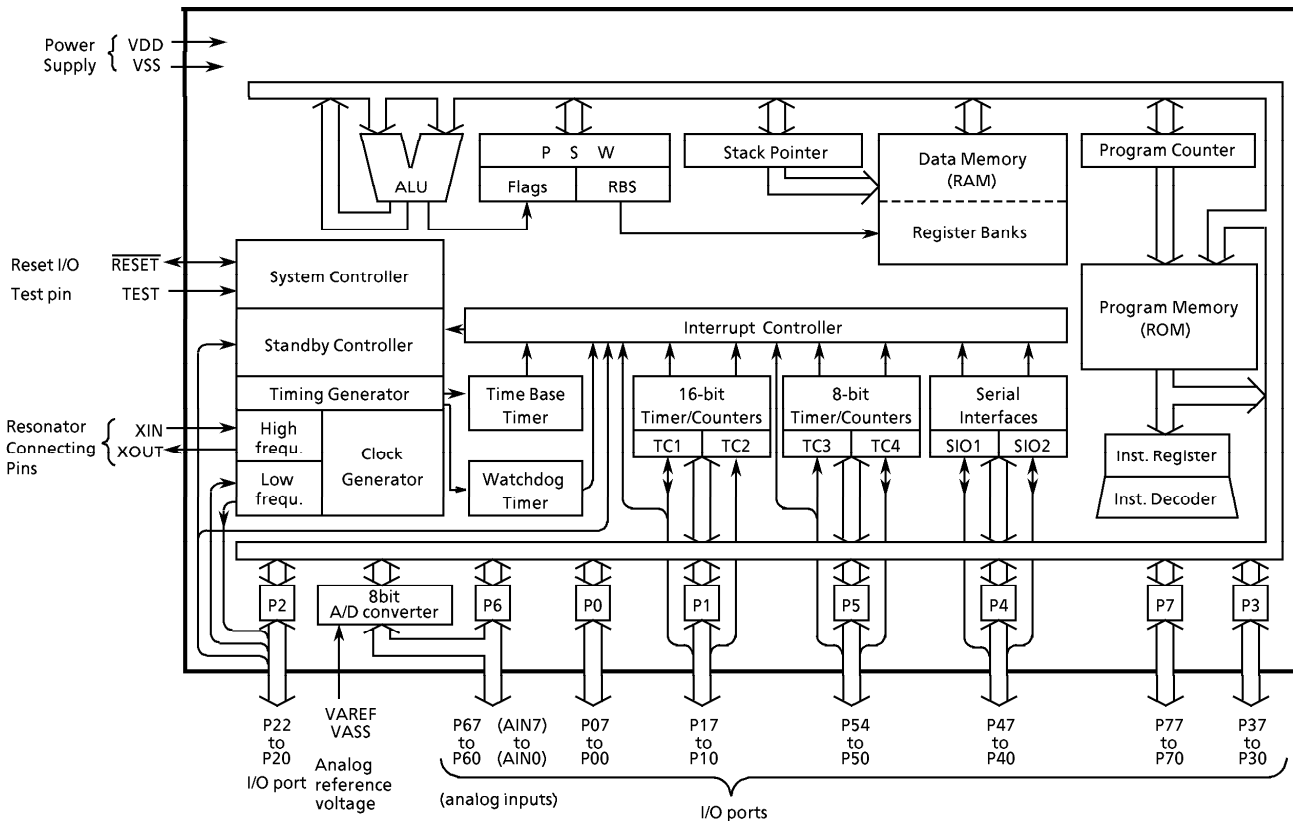 Power VDD
Supply VSS
P S W
Flags RBS
ALU
Stack Pointer
Data Memory
(RAM)
Register Banks
Program Counter
Reset I/O RESET
Test pin TEST
System Controller
Standby Controller
Timing Generator
High
frequ.
Low
frequ.
Clock
Generator
Resonator
Connecting
Pins
XIN
XOUT
Interrupt Controller
Time Base
Timer
Watchdog
Timer
16-bit
Timer/Counters
TC1 TC2
8-bit
Timer/Counters
TC3 TC4
Serial
Interfaces
SIO1 SIO2
Program Memory
(ROM)
Inst. Register
Inst. Decoder
P2
8bit
A/D converter
P6
P0
P1
P5
P4
P7
P3
P22
to
P20
I/O port
VAREF
VASS
Analog
reference
voltage
P67 (AIN7)
to to
P60 (AIN0)
(analog inputs)
P07
to
P00
P17
to
P10
P54
to
P50
P47
to
P40
P77
to
P70
P37
to
P30
I/O ports